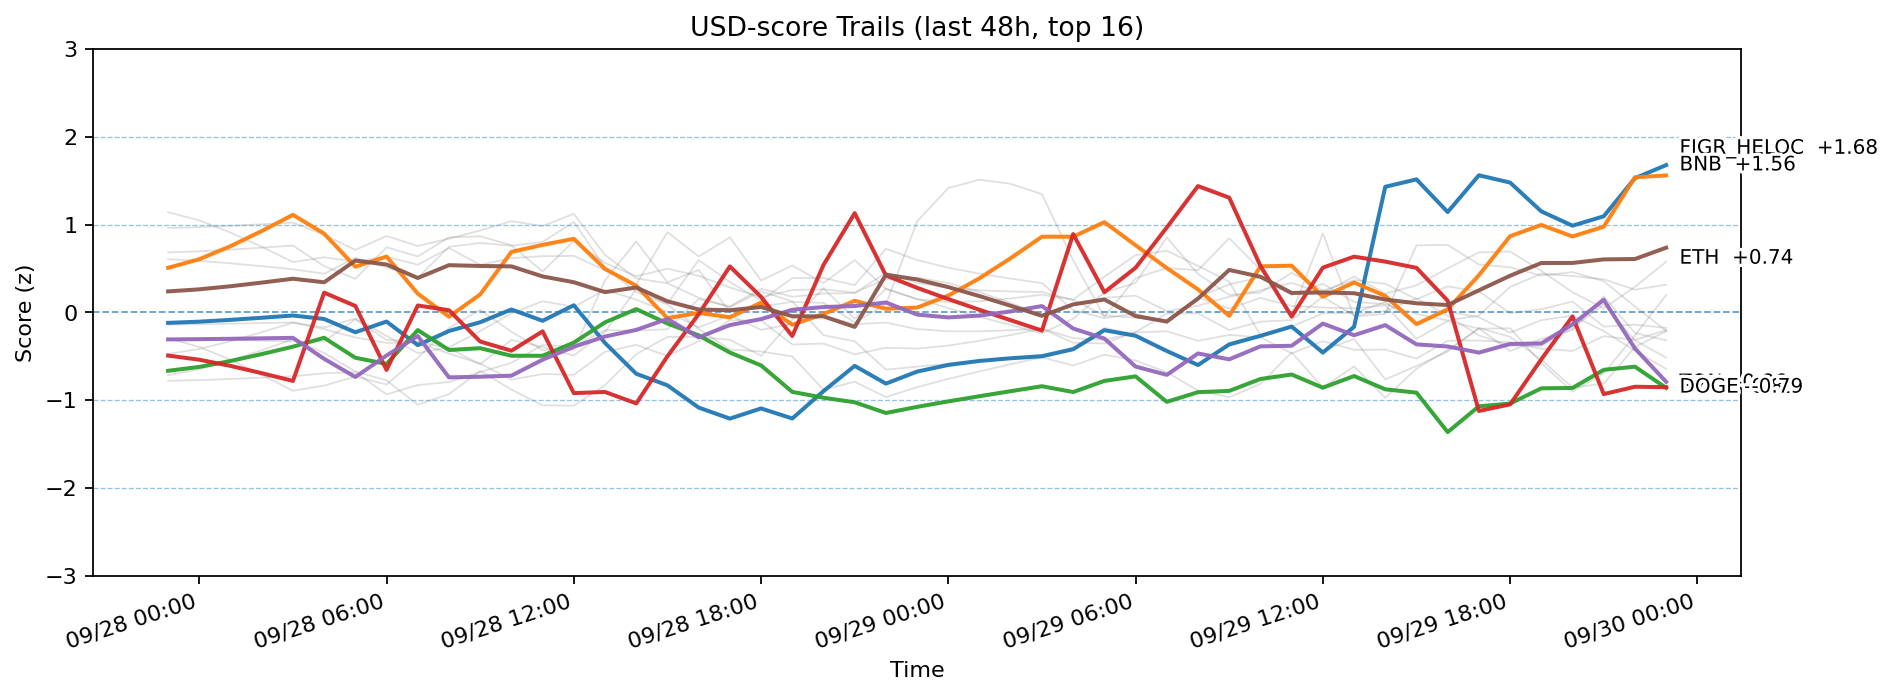 USD-score Trails (last 48h, top 16)
Score (z)
3
2
1
0
−1
−2
−3
FIGR_HELOC +1.68
BNB +1.56
ETH +0.74
DOGE
09/28 00:00
09/28 06:00
09/28 12:00
09/28 18:00
09/29 00:00
09/29 06:00
09/29 12:00
09/29 18:00
09/30 00:00
Time